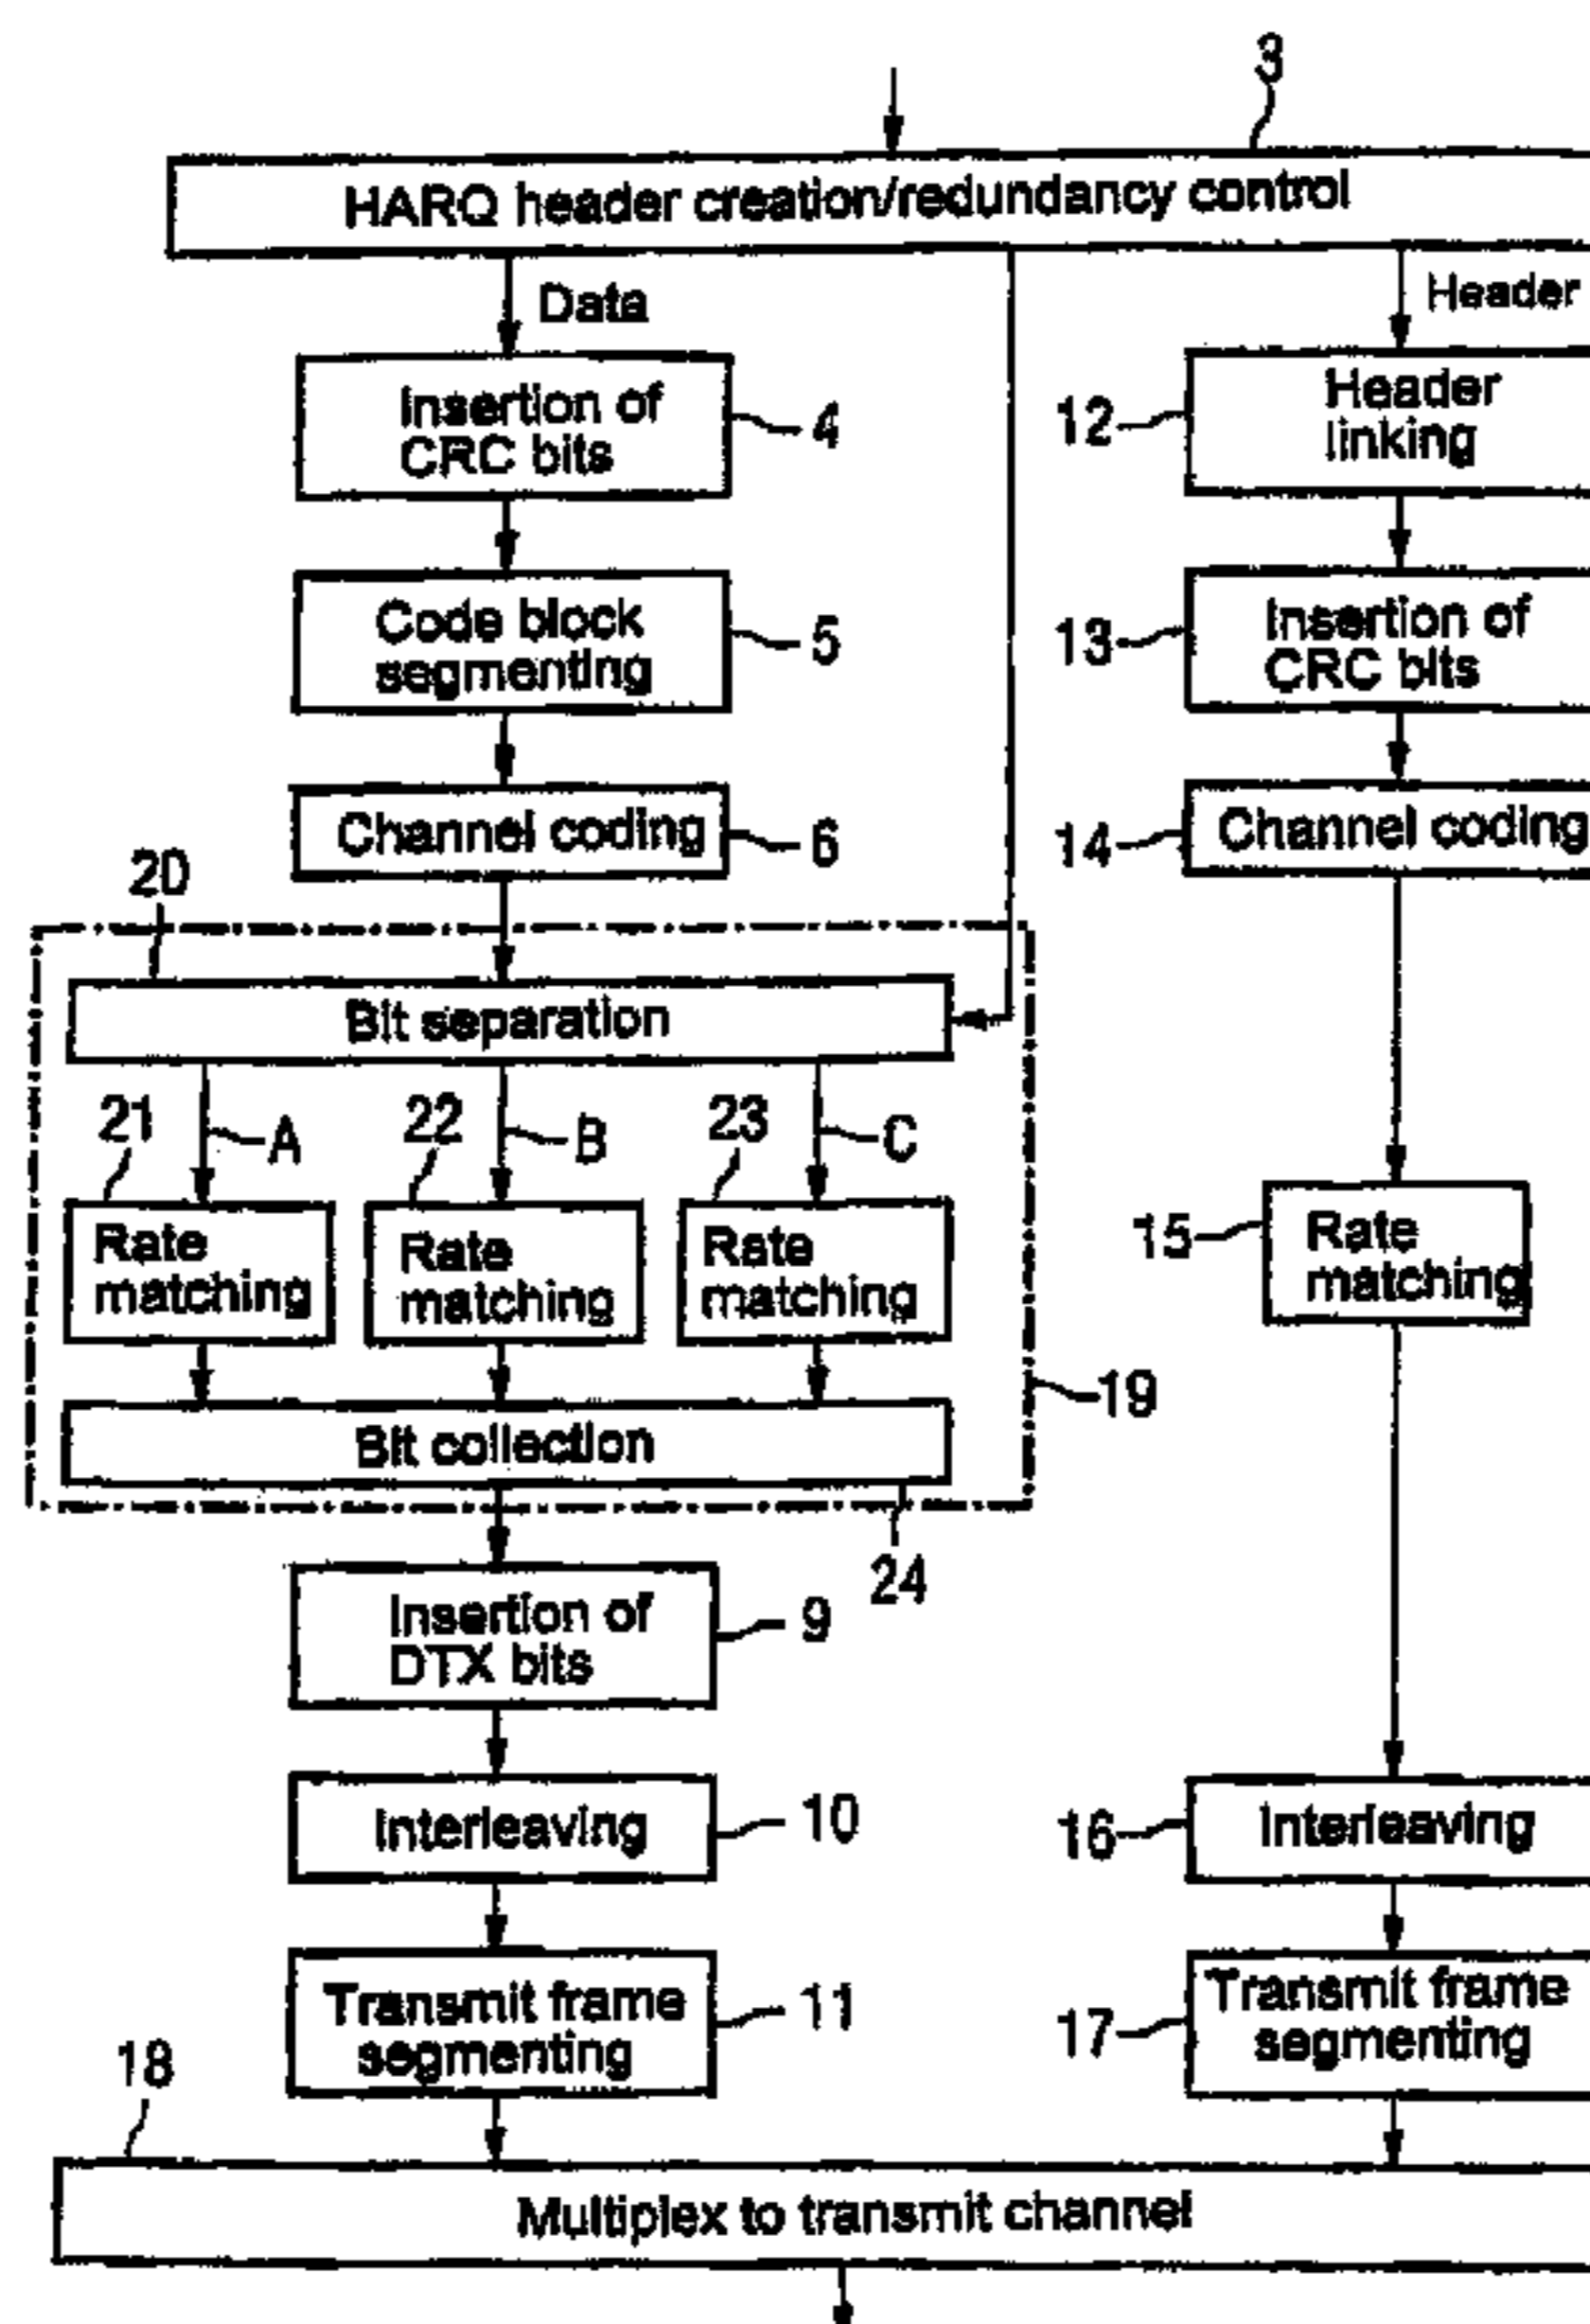 3
HARQ header creation/redundancy control
Data
Header
Insertion of
CRC bits
4
12
Header
linking
Code block
segmenting
5
13
Insertion of
CRC bits
Channel coding
6
14
Channel coding
20
Bit separation
21
A
22
B
23
C
Rate
matching
Rate
matching
Rate
matching
15
Rate
matching
19
Bit collection
24
Insertion of
DTX bits
9
Interleaving
10
16
Interleaving
Transmit frame
segmenting
11
17
Transmit frame
segmenting
18
Multiplex to transmit channel